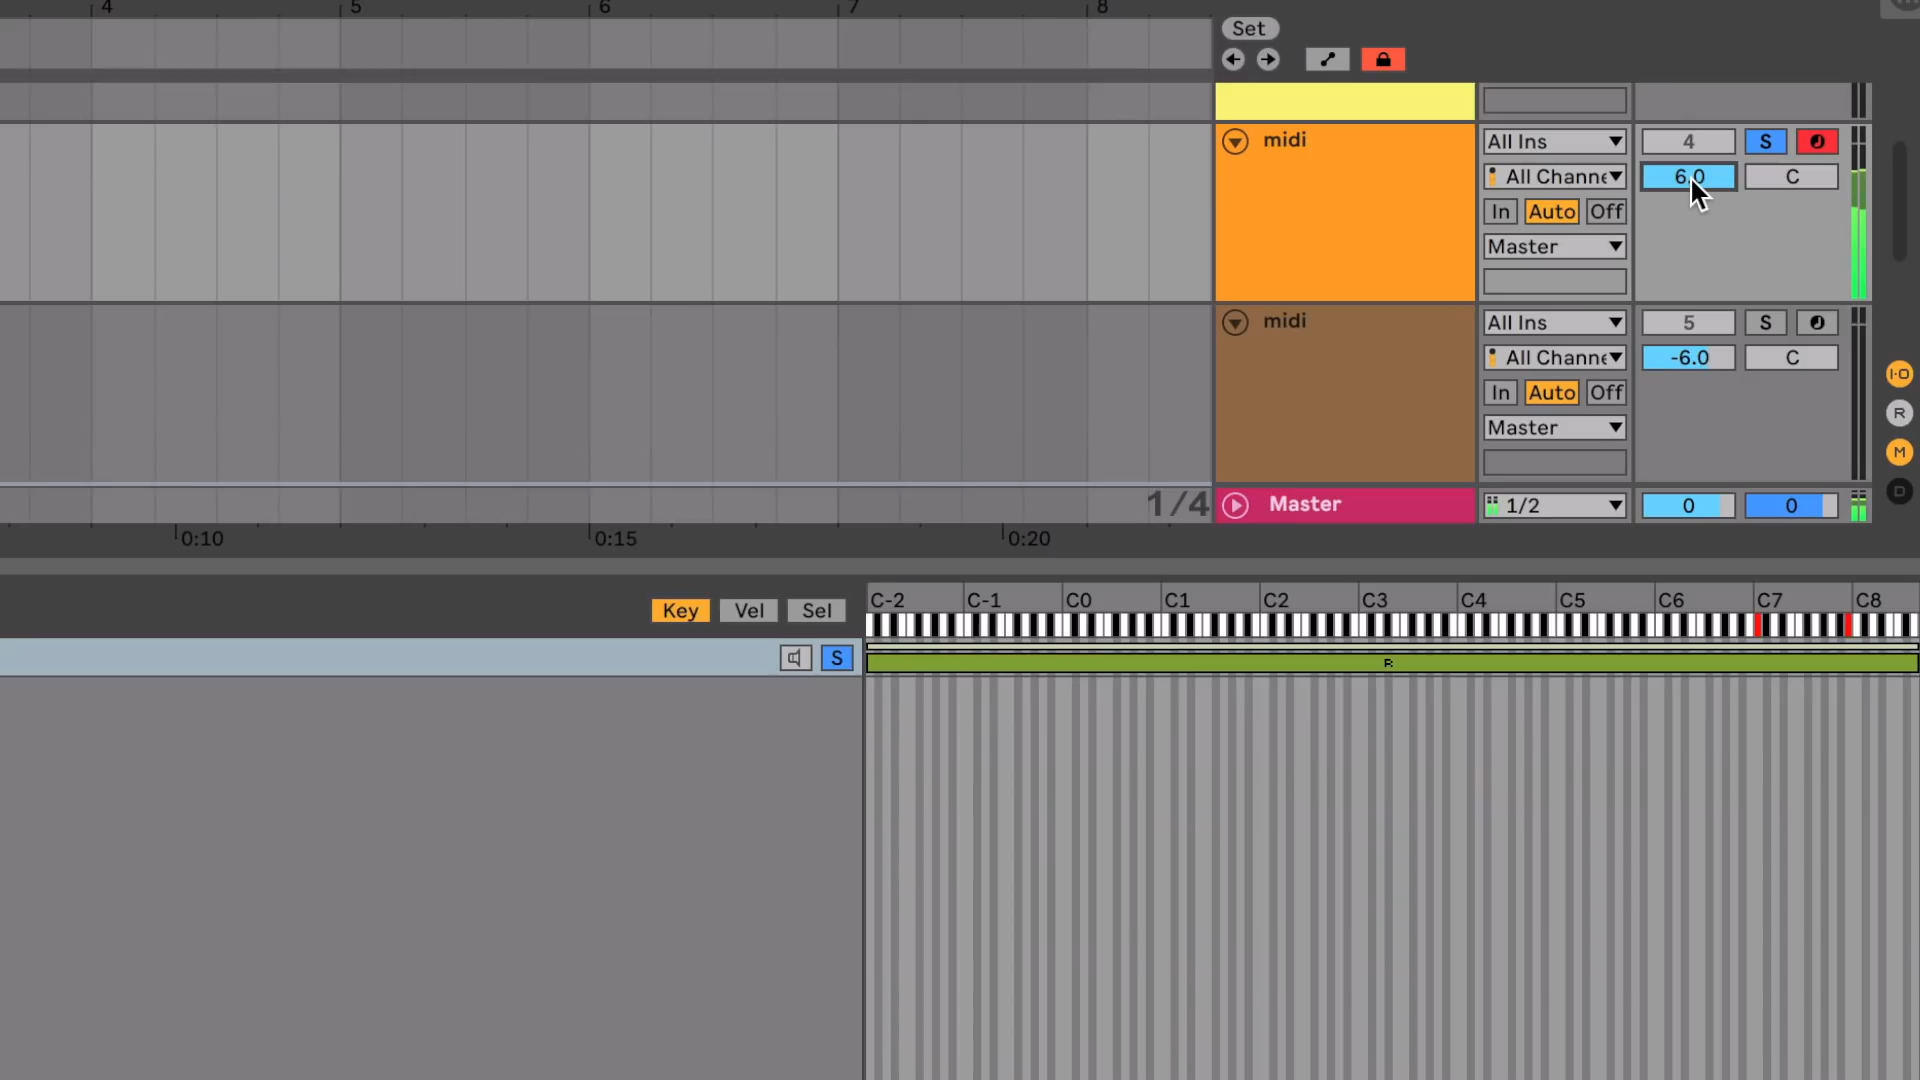 4 5 6 7 8
Set
midi
All Ins
4 S
All Channe
6.0 C
In Auto Off
Master
midi
All Ins
5 S
All Channe
-6.0 C
In Auto Off
Master
I·O
R
M
D
1/4
Master
1/2
0 0
0:10 0:15 0:20
Key Vel Sel
C-2 C-1 C0 C1 C2 C3 C4 C5 C6 C7 C8
S